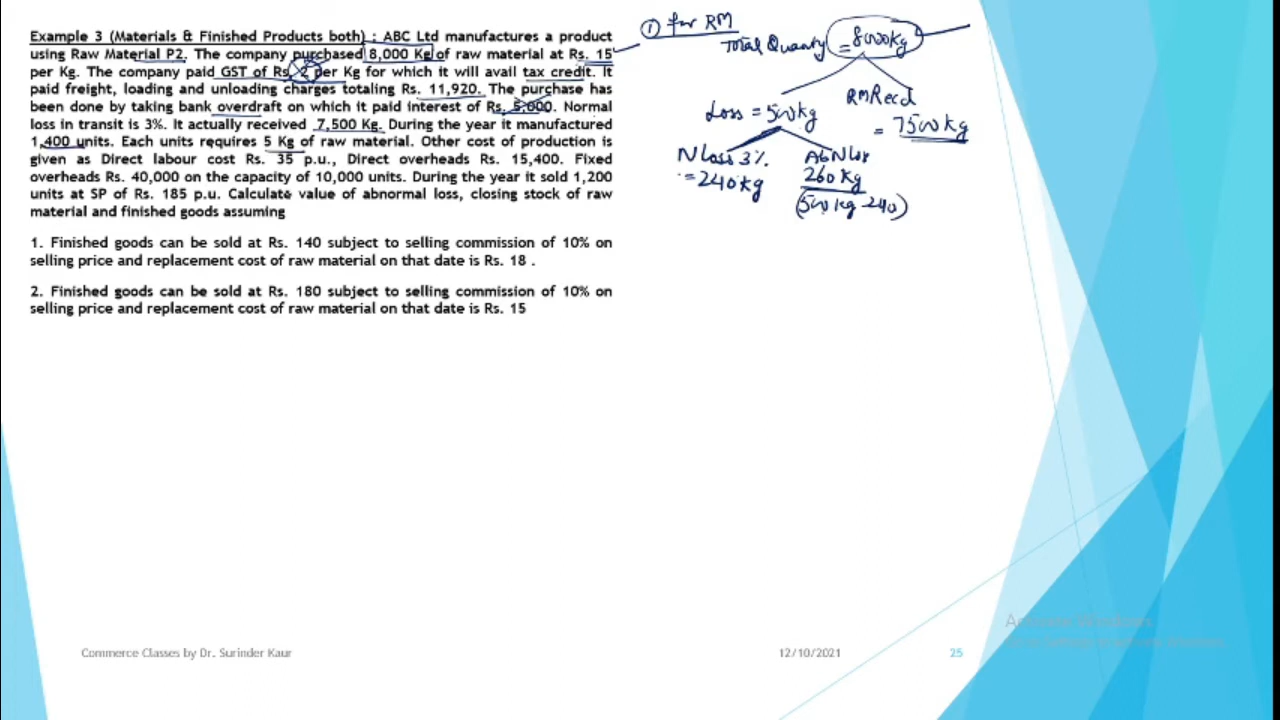 Example 3 (Materials & Finished Products both) : ABC Ltd manufactures a product
using Raw Material P2. The company purchased 8,000 Kg of raw material at Rs. 15
per Kg. The company paid GST of Rs. 2 per Kg for which it will avail tax credit. It
paid freight, loading and unloading charges totaling Rs. 11,920. The purchase has
been done by taking bank overdraft on which it paid interest of Rs. 5,000. Normal
loss in transit is 3%. It actually received 7,500 Kg. During the year it manufactured
1,400 units. Each units requires 5 Kg of raw material. Other cost of production is
given as Direct labour cost Rs. 35 p.u., Direct overheads Rs. 15,400. Fixed
overheads Rs. 40,000 on the capacity of 10,000 units. During the year it sold 1,200
units at SP of Rs. 185 p.u. Calculate value of abnormal loss, closing stock of raw
material and finished goods assuming
1. Finished goods can be sold at Rs. 140 subject to selling commission of 10% on
selling price and replacement cost of raw material on that date is Rs. 18 .
2. Finished goods can be sold at Rs. 180 subject to selling commission of 10% on
selling price and replacement cost of raw material on that date is Rs. 15
① for RM
Total Quanty = 8000kg
Loss = 500kg
RM Recd
= 7500kg
N Loss 3%
= 240kg
AbN Loss
260kg
(500kg - 240)
Activate Windows
Commerce Classes by Dr. Surinder Kaur
12/10/2021
25